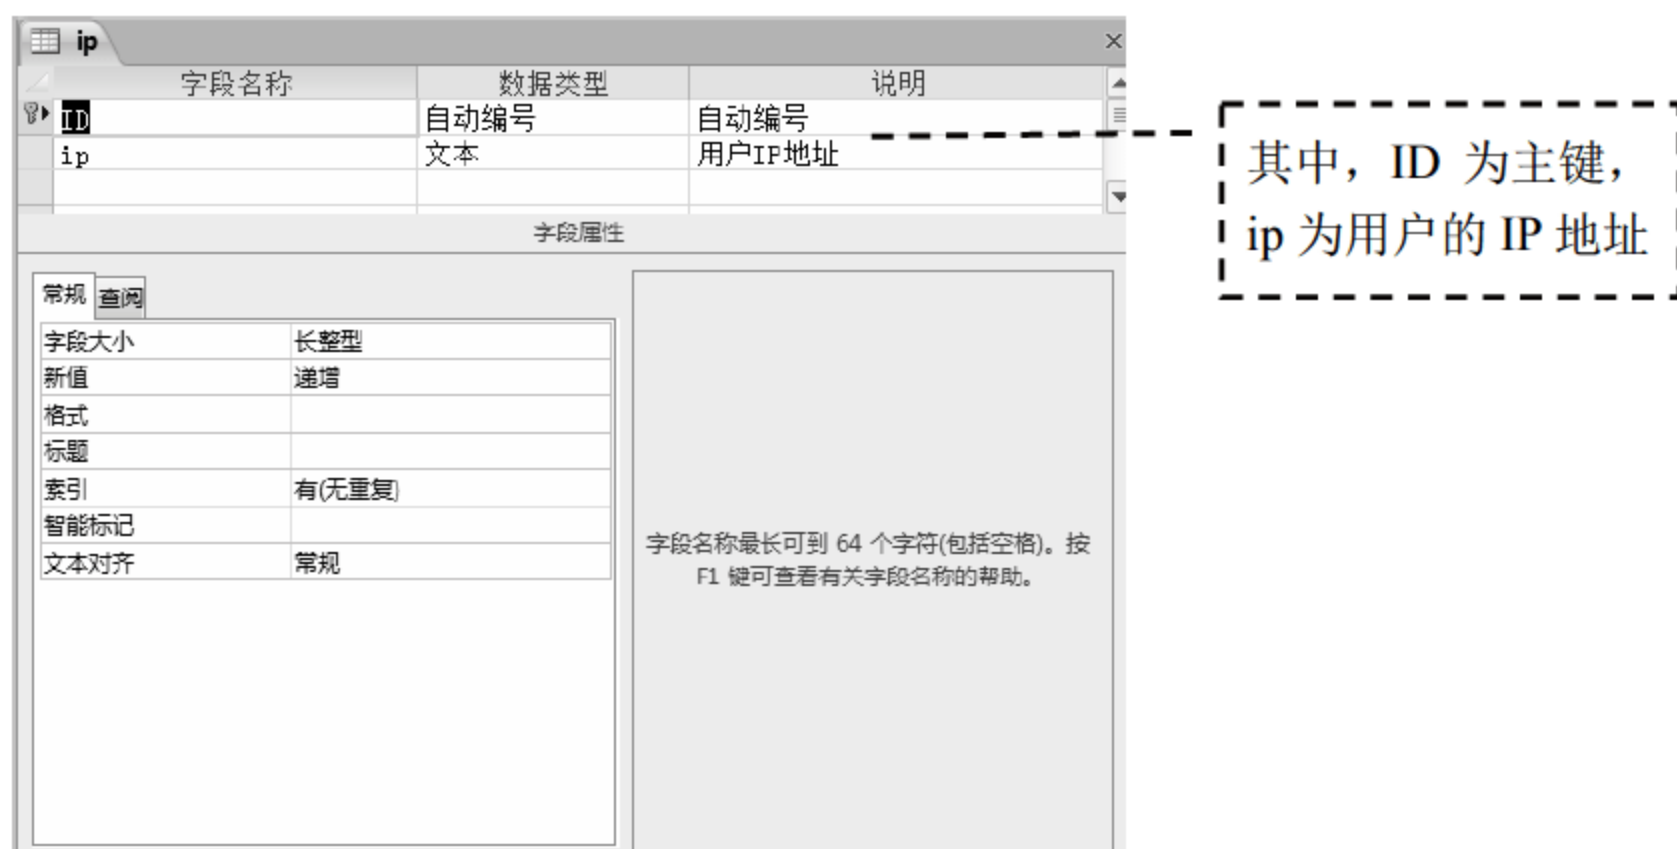 ip
字段名称 数据类型 说明
ID 自动编号 自动编号
ip 文本 用户IP地址
其中，ID 为主键，
ip 为用户的 IP 地址
字段属性
常规 查阅
字段大小 长整型
新值 递增
格式
标题
索引 有(无重复)
智能标记
文本对齐 常规
字段名称最长可到 64 个字符(包括空格)。按
F1 键可查看有关字段名称的帮助。